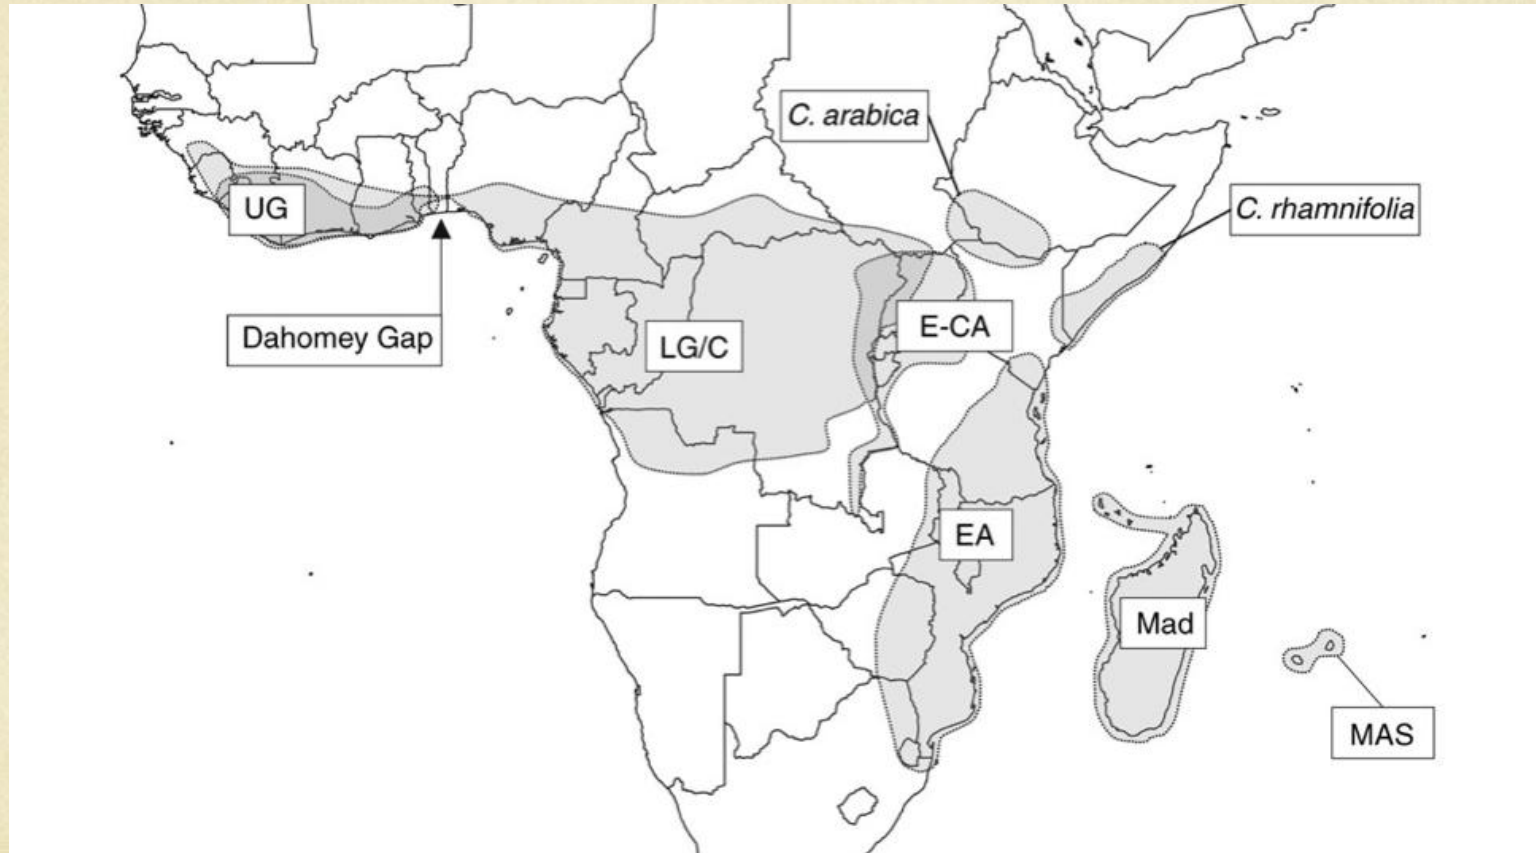 C. arabica
C. rhamnifolia
UG
Dahomey Gap
LG/C
E-CA
EA
Mad
MAS